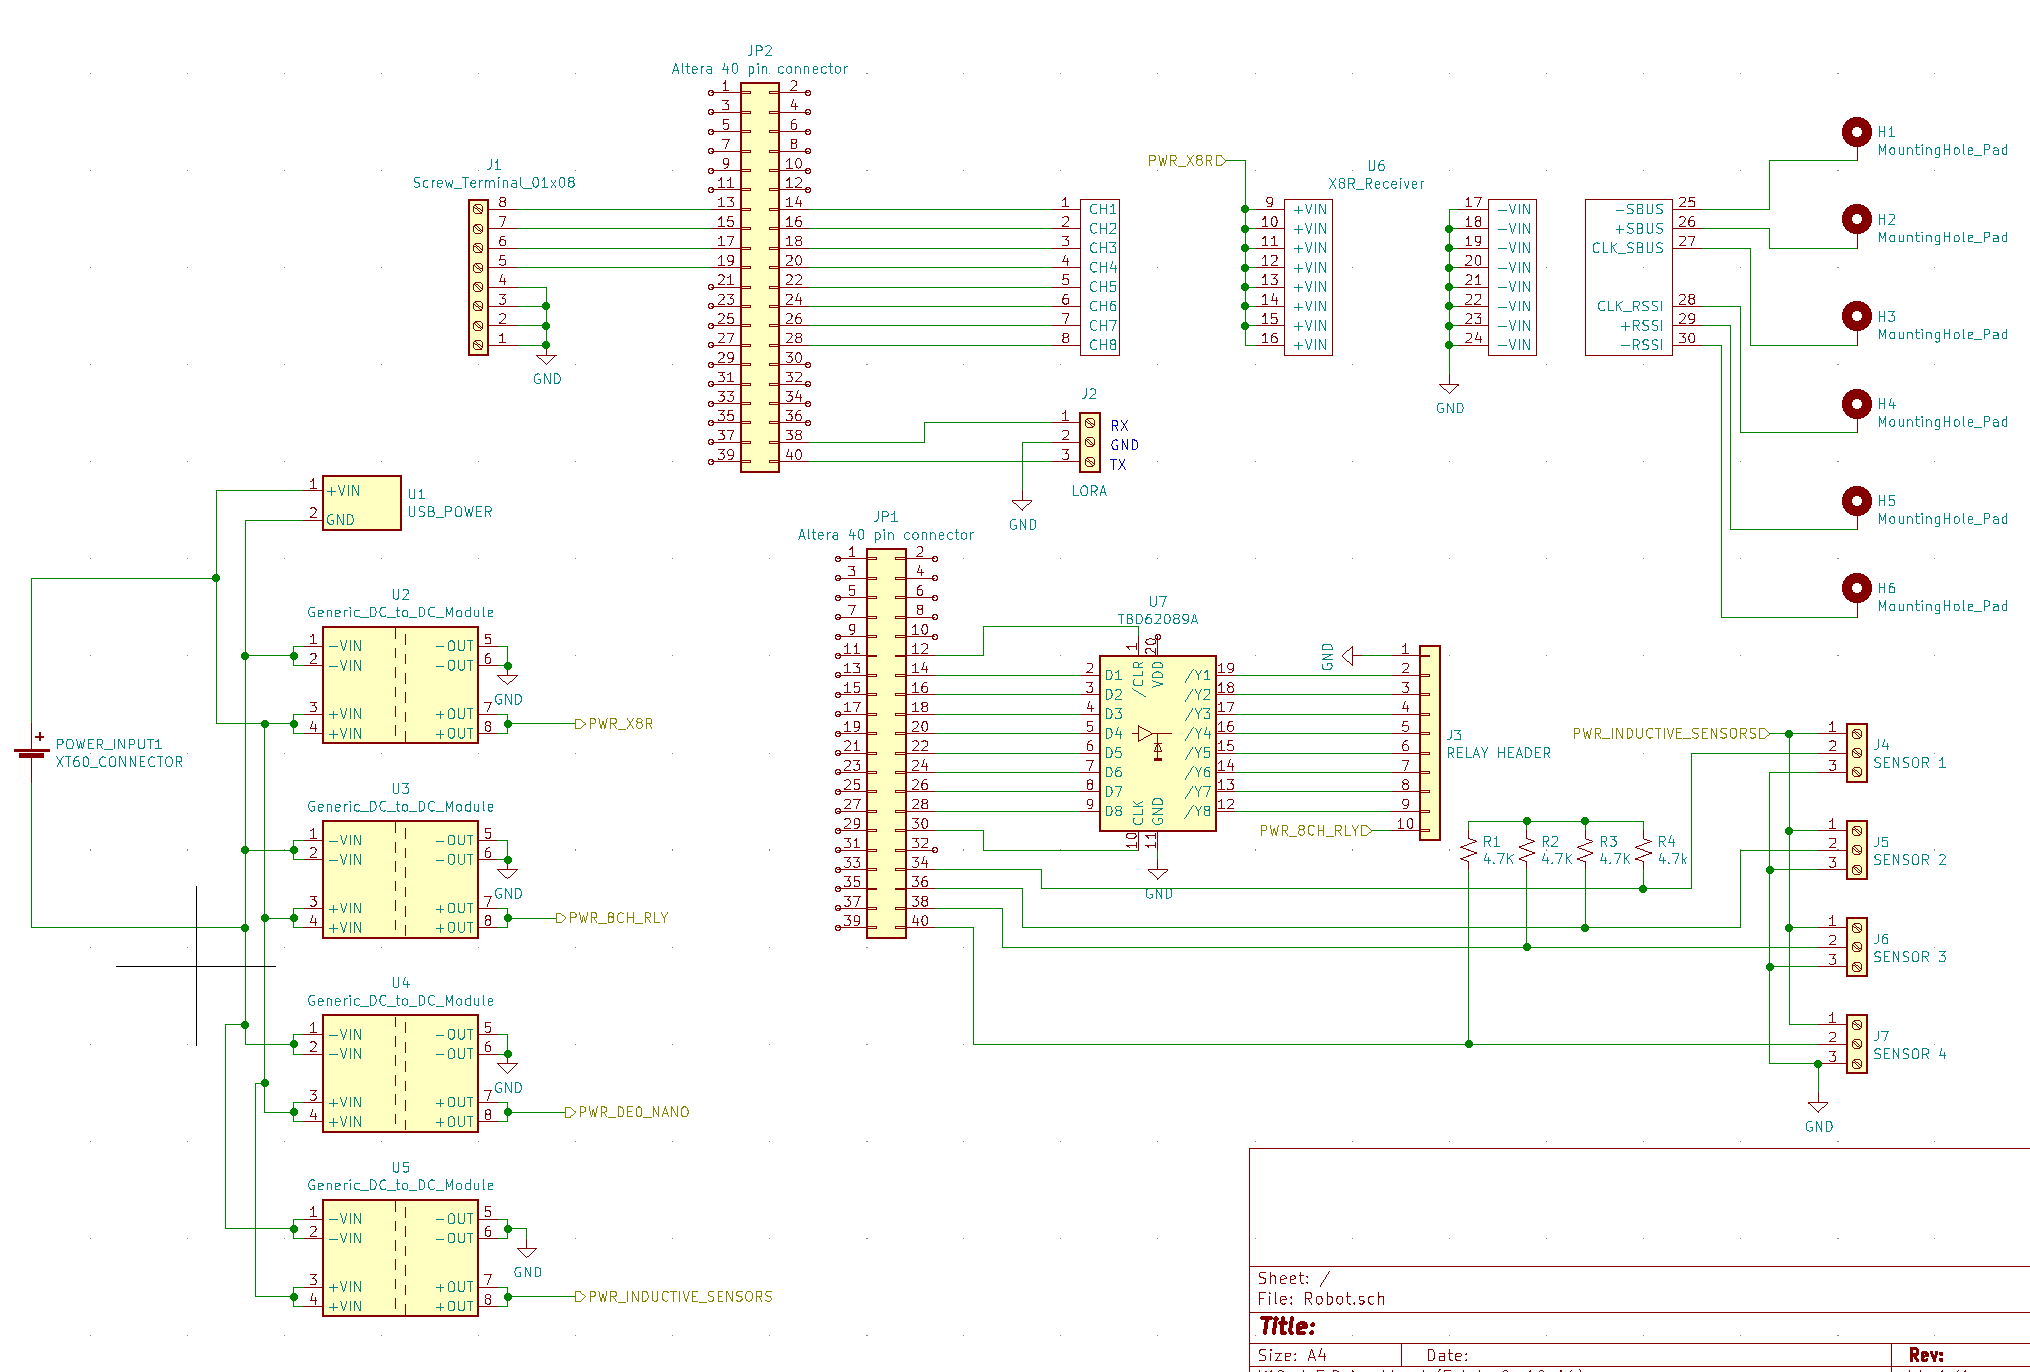 JP2
Altera 40 pin connector
1 2
3 4
5 6
7 8
9 10
11 12
13 14
15 16
17 18
19 20
21 22
23 24
25 26
27 28
29 30
31 32
33 34
35 36
37 38
39 40
J1
Screw_Terminal_01x08
8
7
6
5
4
3
2
1
GND
1 CH1
2 CH2
3 CH3
4 CH4
5 CH5
6 CH6
7 CH7
8 CH8
PWR_X8R
U6
X8R_Receiver
9 +VIN
10 +VIN
11 +VIN
12 +VIN
13 +VIN
14 +VIN
15 +VIN
16 +VIN
17 -VIN
18 -VIN
19 -VIN
20 -VIN
21 -VIN
22 -VIN
23 -VIN
24 -VIN
GND
-SBUS 25
+SBUS 26
CLK_SBUS 27
CLK_RSSI 28
+RSSI 29
-RSSI 30
H1
MountingHole_Pad
H2
MountingHole_Pad
H3
MountingHole_Pad
H4
MountingHole_Pad
H5
MountingHole_Pad
H6
MountingHole_Pad
J2
1 RX
2 GND
3 TX
LORA
GND
1 +VIN
2 GND
U1
USB_POWER
POWER_INPUT1
XT60_CONNECTOR
+
U2
Generic_DC_to_DC_Module
1 -VIN -OUT 5
2 -VIN -OUT 6
GND
3 +VIN +OUT 7
4 +VIN +OUT 8
PWR_X8R
U3
Generic_DC_to_DC_Module
1 -VIN -OUT 5
2 -VIN -OUT 6
GND
3 +VIN +OUT 7
4 +VIN +OUT 8
PWR_8CH_RLY
U4
Generic_DC_to_DC_Module
1 -VIN -OUT 5
2 -VIN -OUT 6
GND
3 +VIN +OUT 7
4 +VIN +OUT 8
PWR_DE0_NANO
U5
Generic_DC_to_DC_Module
1 -VIN -OUT 5
2 -VIN -OUT 6
GND
3 +VIN +OUT 7
4 +VIN +OUT 8
PWR_INDUCTIVE_SENSORS
JP1
Altera 40 pin connector
1 2
3 4
5 6
7 8
9 10
11 12
13 14
15 16
17 18
19 20
21 22
23 24
25 26
27 28
29 30
31 32
33 34
35 36
37 38
39 40
U7
TBD62089A
1 20
/CLR VDD
2 D1 /Y1 19
3 D2 /Y2 18
4 D3 /Y3 17
5 D4 /Y4 16
6 D5 /Y5 15
7 D6 /Y6 14
8 D7 /Y7 13
9 D8 /Y8 12
CLK GND
10 11
GND
GND
1
2
3
4
5
6
7
8
9
10
J3
RELAY HEADER
PWR_8CH_RLY
R1
4.7K
R2
4.7K
R3
4.7K
R4
4.7k
PWR_INDUCTIVE_SENSORS
1
2
3
J4
SENSOR 1
1
2
3
J5
SENSOR 2
1
2
3
J6
SENSOR 3
1
2
3
J7
SENSOR 4
GND
Sheet: /
File: Robot.sch
Title:
Size: A4 Date: Rev: